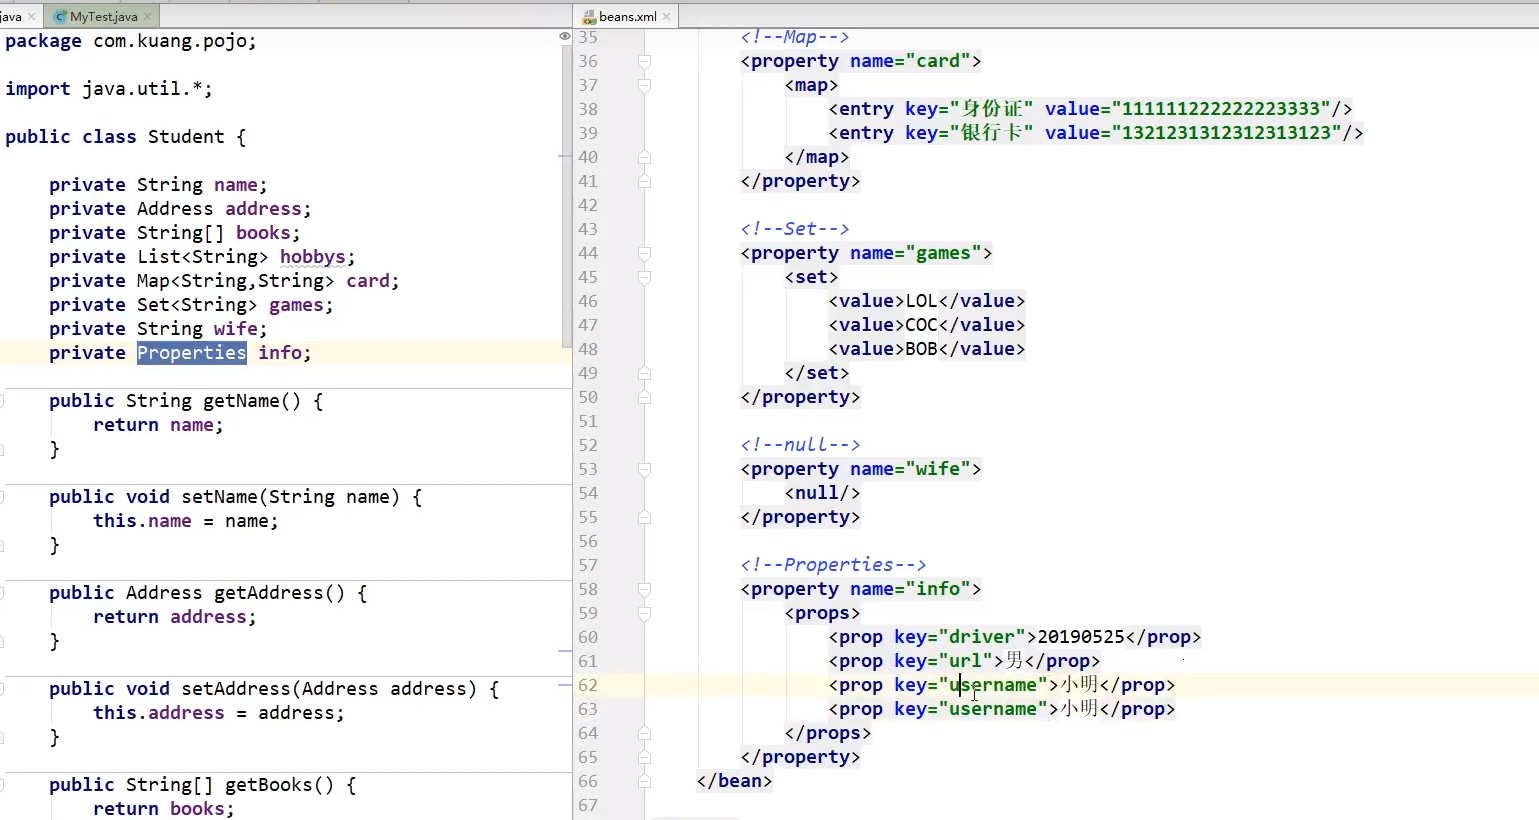 java
MyTest.java
package com.kuang.pojo;
import java.util.*;
public class Student {
private String name;
private Address address;
private String[] books;
private List<String> hobbys;
private Map<String,String> card;
private Set<String> games;
private String wife;
private Properties info;
public String getName() {
return name;
}
public void setName(String name) {
this.name = name;
}
public Address getAddress() {
return address;
}
public void setAddress(Address address) {
this.address = address;
}
public String[] getBooks() {
return books;
beans.xml
35 <!--Map-->
36 <property name="card">
37 <map>
38 <entry key="身份证" value="111111222222223333"/>
39 <entry key="银行卡" value="1321231312312313123"/>
40 </map>
41 </property>
42
43 <!--Set-->
44 <property name="games">
45 <set>
46 <value>LOL</value>
47 <value>COC</value>
48 <value>BOB</value>
49 </set>
50 </property>
51
52 <!--null-->
53 <property name="wife">
54 <null/>
55 </property>
56
57 <!--Properties-->
58 <property name="info">
59 <props>
60 <prop key="driver">20190525</prop>
61 <prop key="url">男</prop>
62 <prop key="username">小明</prop>
63 <prop key="username">小明</prop>
64 </props>
65 </property>
66 </bean>
67